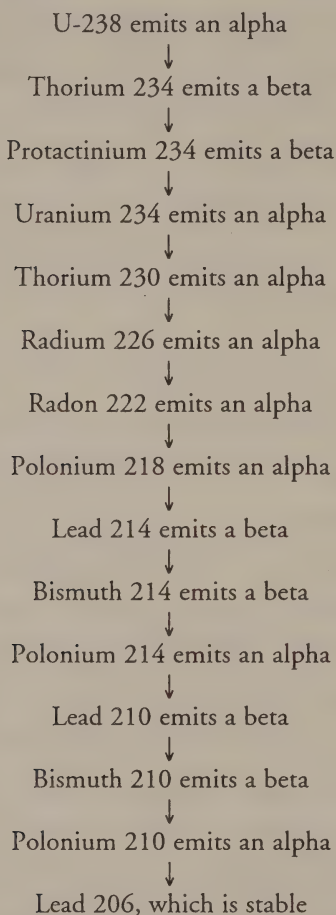 U-238 emits an alpha
↓
Thorium 234 emits a beta
↓
Protactinium 234 emits a beta
↓
Uranium 234 emits an alpha
↓
Thorium 230 emits an alpha
↓
Radium 226 emits an alpha
↓
Radon 222 emits an alpha
↓
Polonium 218 emits an alpha
↓
Lead 214 emits a beta
↓
Bismuth 214 emits a beta
↓
Polonium 214 emits an alpha
↓
Lead 210 emits a beta
↓
Bismuth 210 emits a beta
↓
Polonium 210 emits an alpha
↓
Lead 206, which is stable